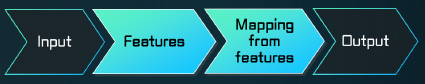 Input
Features
Mapping
from
features
Output